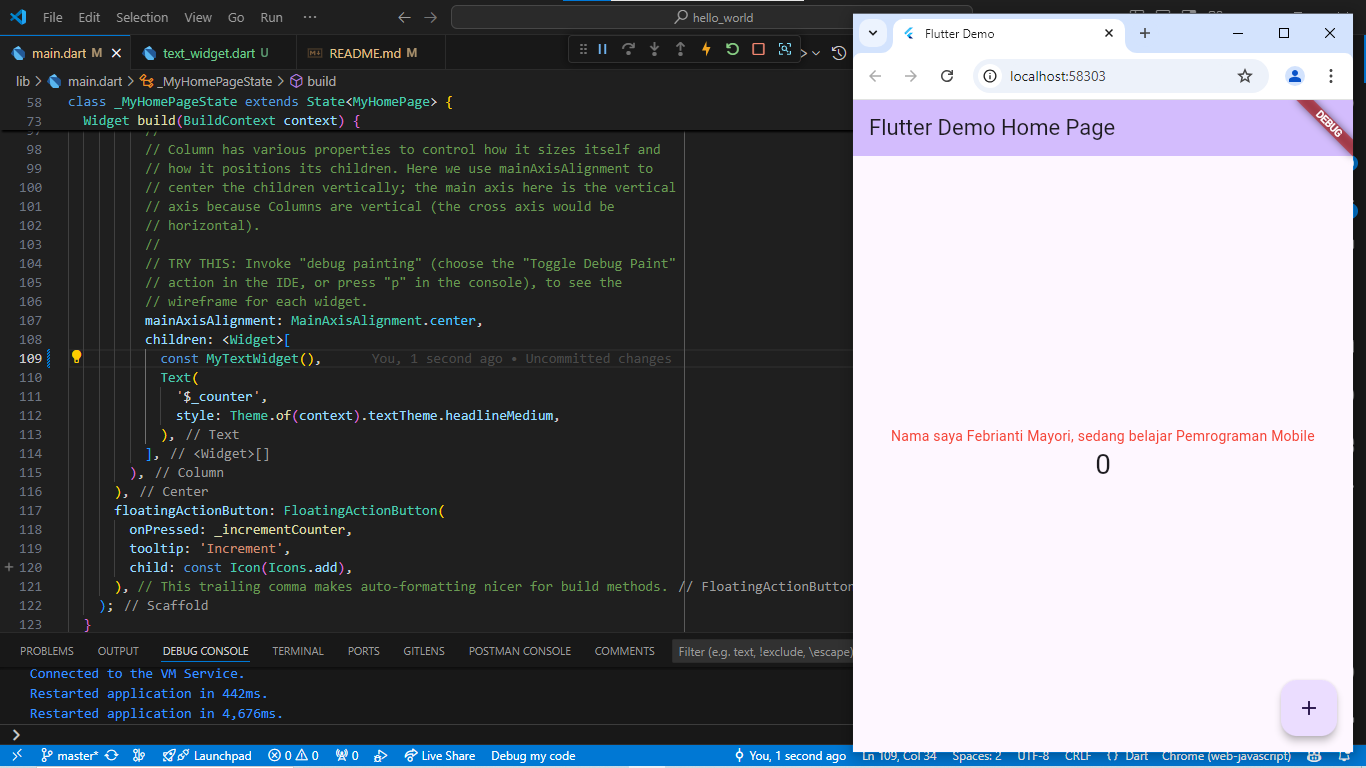 File Edit Selection View Go Run ··· hello_world
main.dart M text_widget.dart U README.md M
lib > main.dart > _MyHomePageState > build
58 class _MyHomePageState extends State<MyHomePage> {
73 Widget build(BuildContext context) {
97 //
98 // Column has various properties to control how it sizes itself and
99 // how it positions its children. Here we use mainAxisAlignment to
100 // center the children vertically; the main axis here is the vertical
101 // axis because Columns are vertical (the cross axis would be
102 // horizontal).
103 //
104 // TRY THIS: Invoke "debug painting" (choose the "Toggle Debug Paint"
105 // action in the IDE, or press "p" in the console), to see the
106 // wireframe for each widget.
107 mainAxisAlignment: MainAxisAlignment.center,
108 children: <Widget>[
109 const MyTextWidget(), You, 1 second ago • Uncommitted changes
110 Text(
111 '$_counter',
112 style: Theme.of(context).textTheme.headlineMedium,
113 ), // Text
114 ], // <Widget>[]
115 ), // Column
116 ), // Center
117 floatingActionButton: FloatingActionButton(
118 onPressed: _incrementCounter,
119 tooltip: 'Increment',
120 child: const Icon(Icons.add),
121 ), // This trailing comma makes auto-formatting nicer for build methods. // FloatingActionButton
122 ); // Scaffold
123 }
PROBLEMS OUTPUT DEBUG CONSOLE TERMINAL PORTS GITLENS POSTMAN CONSOLE COMMENTS Filter (e.g. text, !exclude, \escape)
Connected to the VM Service.
Restarted application in 442ms.
Restarted application in 4,676ms.
master* Launchpad 0 0 0 Live Share Debug my code You, 1 second ago Ln 109, Col 34 Spaces: 2 UTF-8 CRLF {} Dart Chrome (web-javascript)
Flutter Demo
localhost:58303
Flutter Demo Home Page
DEBUG
Nama saya Febrianti Mayori, sedang belajar Pemrograman Mobile
0